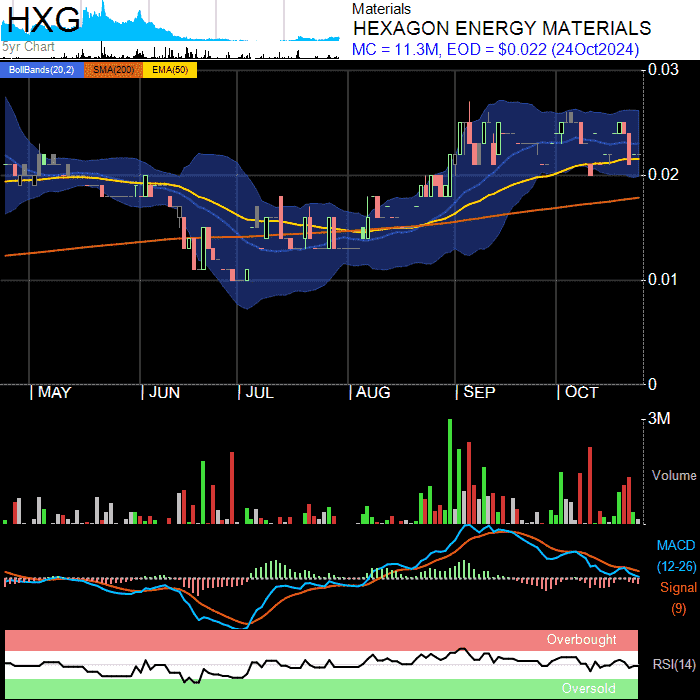 HXG
5yr Chart
Materials
HEXAGON ENERGY MATERIALS
MC = 11.3M, EOD = $0.022 (24Oct2024)
BollBands(20,2) SMA(200) EMA(50)
0.03
0.02
0.01
0
MAY JUN JUL AUG SEP OCT
3M
Volume
MACD
(12-26)
Signal
(9)
Overbought
RSI(14)
Oversold